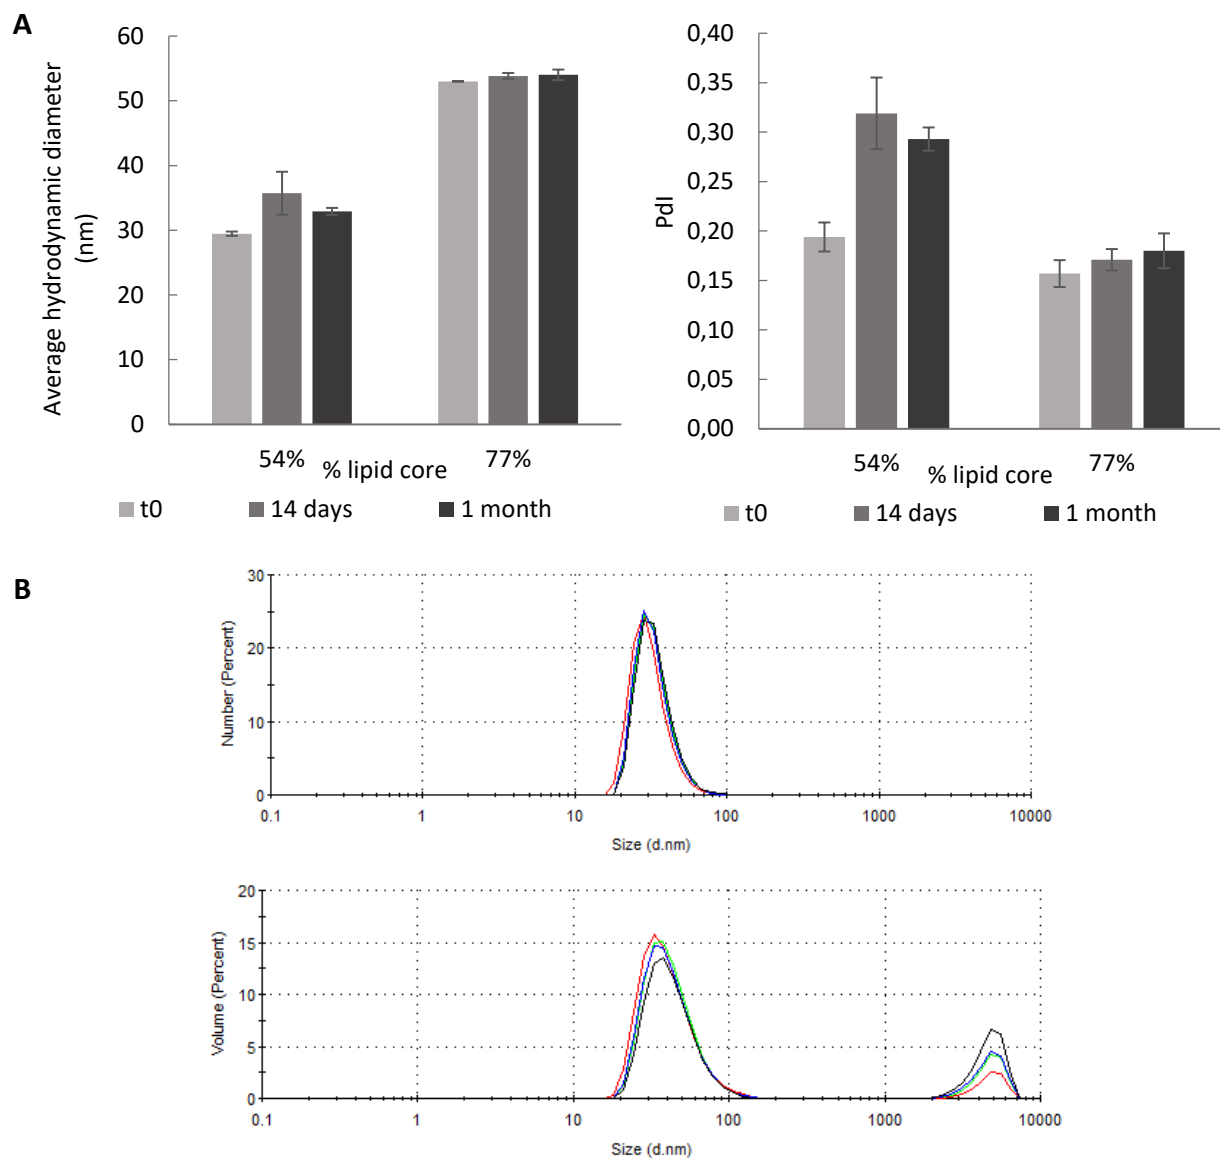 A
Average hydrodynamic diameter
(nm)
60
50
40
30
20
10
0
54%
% lipid core
77%
t0
14 days
1 month
PdI
0,40
0,35
0,30
0,25
0,20
0,15
0,10
0,05
0,00
54%
% lipid core
77%
t0
14 days
1 month
B
Number (Percent)
30
20
10
0
0.1
1
10
100
1000
10000
Size (d.nm)
Volume (Percent)
20
15
10
5
0
0.1
1
10
100
1000
10000
Size (d.nm)